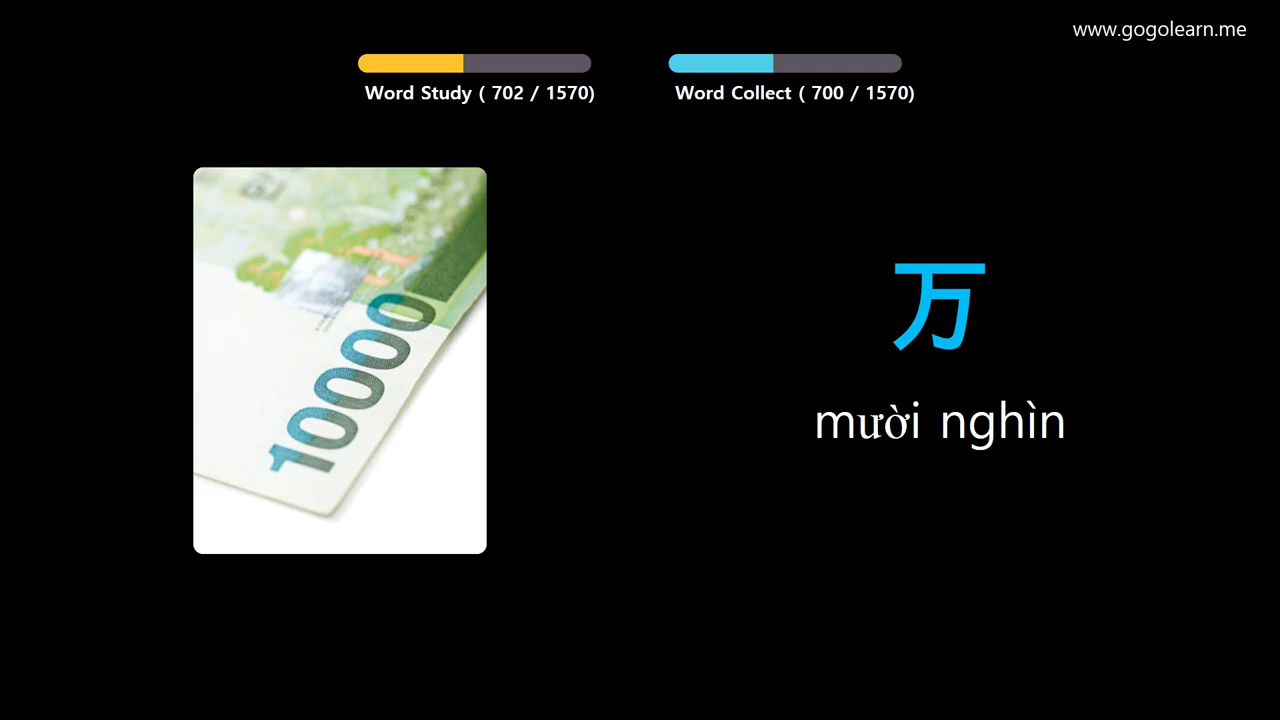 www.gogolearn.me
Word Study ( 702 / 1570)
Word Collect ( 700 / 1570)
10000
万
mười nghìn